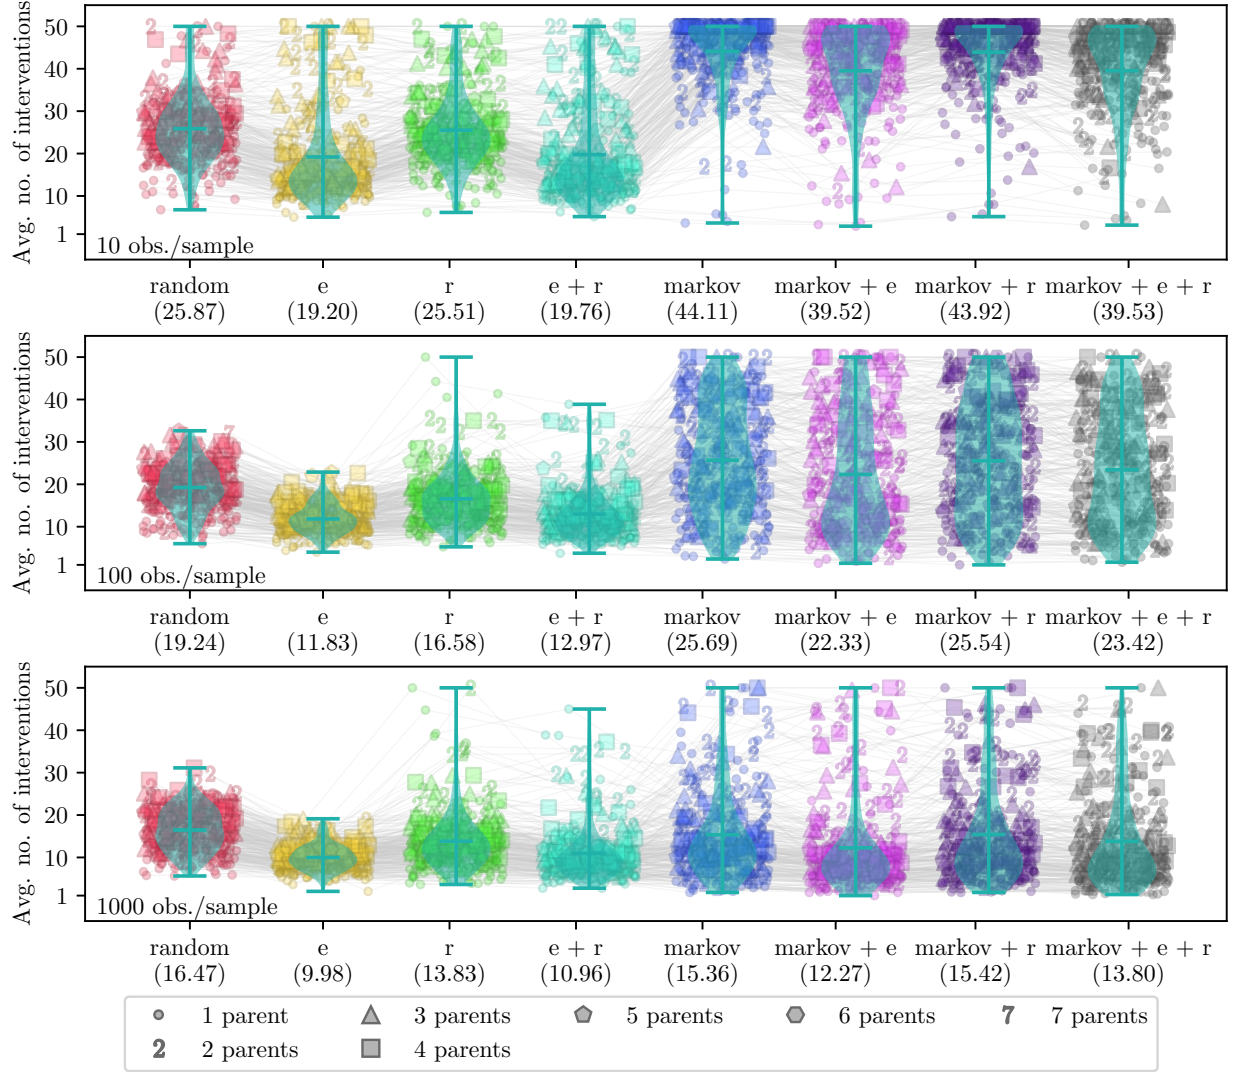 Avg. no. of interventions
50
40
30
20
10
1
10 obs./sample
random e r e + r markov markov + e markov + r markov + e + r
(25.87) (19.20) (25.51) (19.76) (44.11) (39.52) (43.92) (39.53)
Avg. no. of interventions
50
40
30
20
10
1
100 obs./sample
random e r e + r markov markov + e markov + r markov + e + r
(19.24) (11.83) (16.58) (12.97) (25.69) (22.33) (25.54) (23.42)
Avg. no. of interventions
50
40
30
20
10
1
1000 obs./sample
random e r e + r markov markov + e markov + r markov + e + r
(16.47) (9.98) (13.83) (10.96) (15.36) (12.27) (15.42) (13.80)
1 parent 3 parents 5 parents 6 parents 7 7 parents
2 2 parents 4 parents